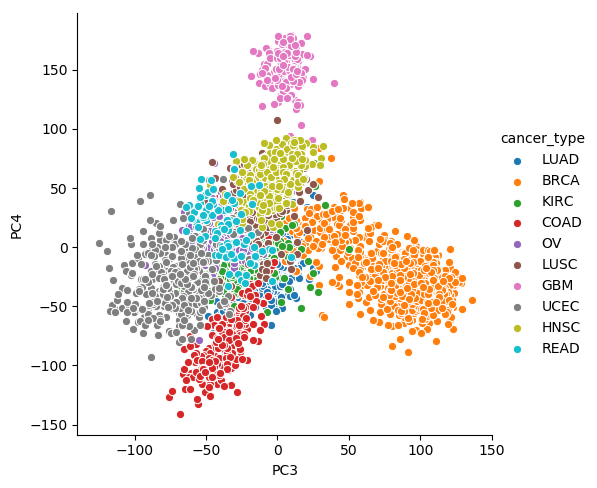 150
100
50
0
−50
−100
−150
PC4
−100
−50
0
50
100
150
PC3
cancer_type
LUAD
BRCA
KIRC
COAD
OV
LUSC
GBM
UCEC
HNSC
READ